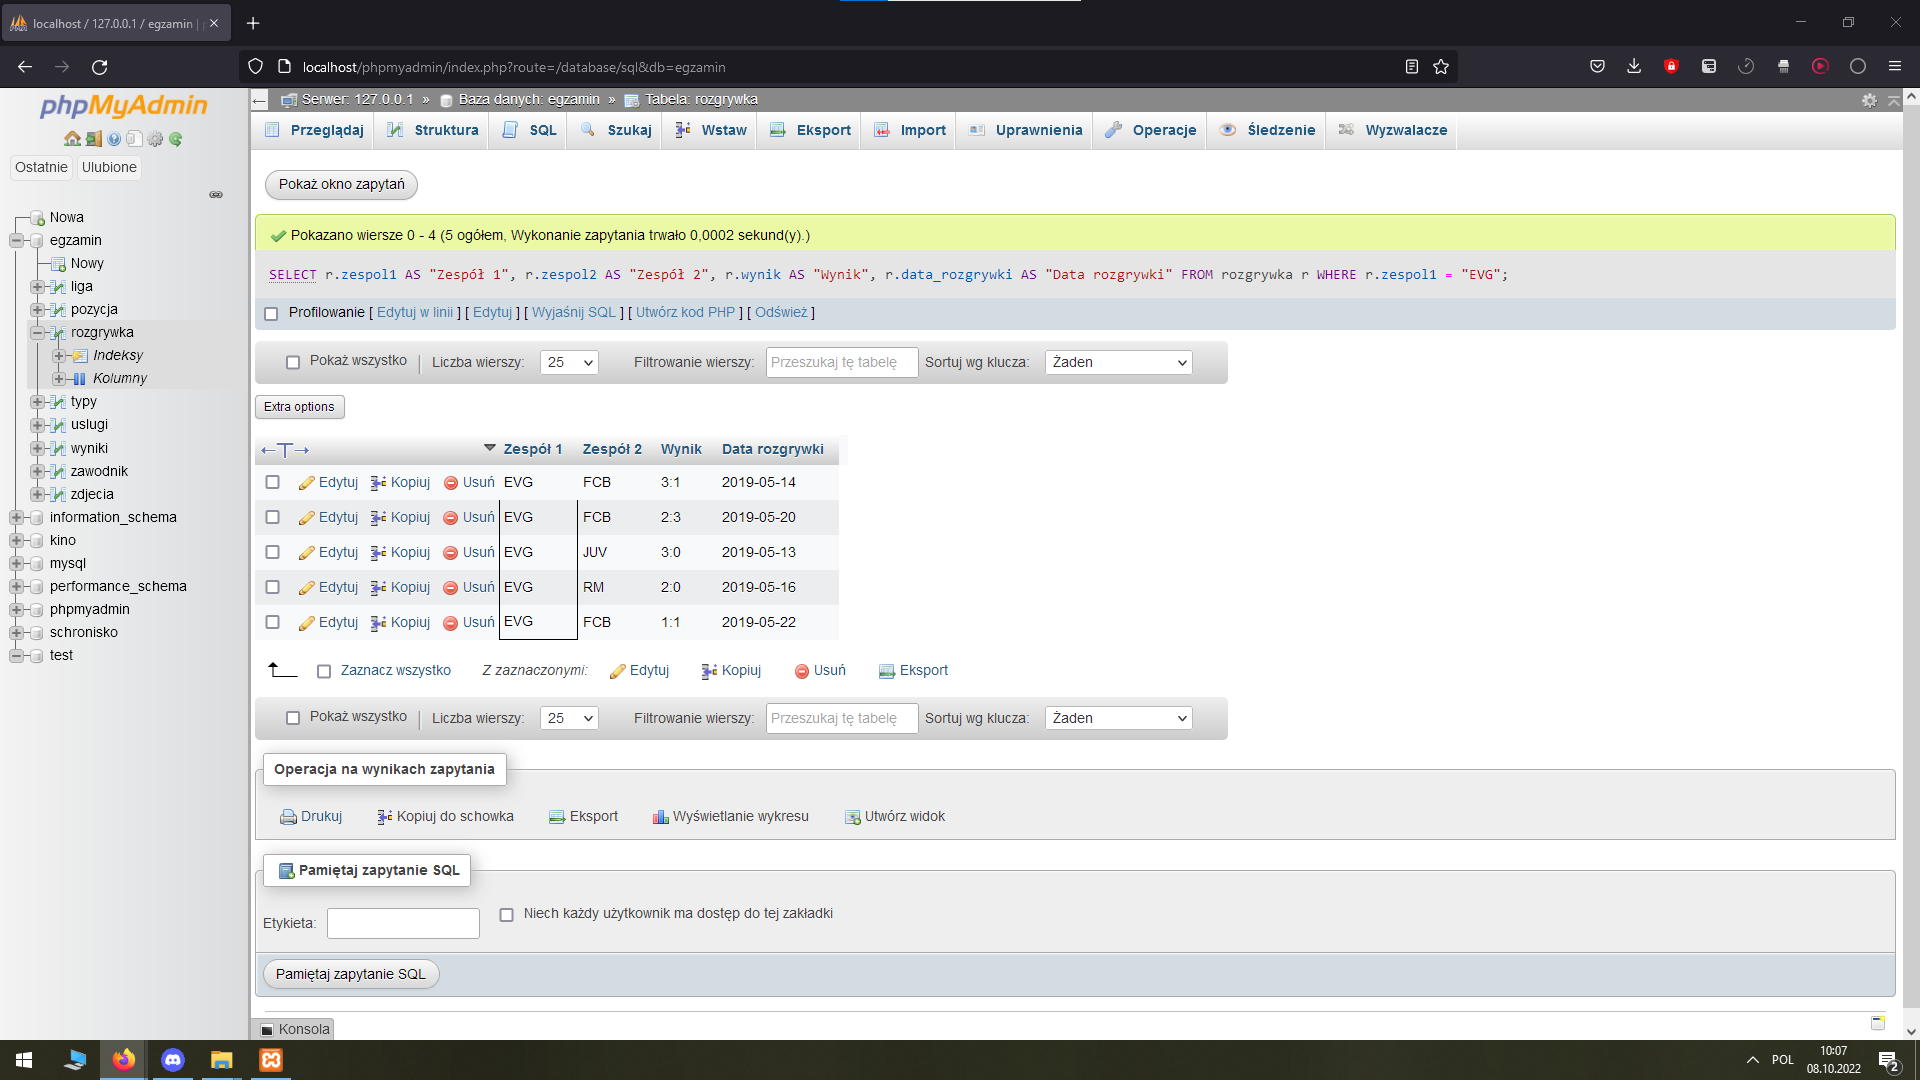 localhost / 127.0.0.1 / egzamin |
localhost/phpmyadmin/index.php?route=/database/sql&db=egzamin
phpMyAdmin
Ostatnie Ulubione
Nowa
egzamin
Nowy
liga
pozycja
rozgrywka
Indeksy
Kolumny
typy
uslugi
wyniki
zawodnik
zdjecia
information_schema
kino
mysql
performance_schema
phpmyadmin
schronisko
test
Serwer: 127.0.0.1 » Baza danych: egzamin » Tabela: rozgrywka
Przeglądaj Struktura SQL Szukaj Wstaw Eksport Import Uprawnienia Operacje Śledzenie Wyzwalacze
Pokaż okno zapytań
Pokazano wiersze 0 - 4 (5 ogółem, Wykonanie zapytania trwało 0,0002 sekund(y).)
SELECT r.zespol1 AS "Zespół 1", r.zespol2 AS "Zespół 2", r.wynik AS "Wynik", r.data_rozgrywki AS "Data rozgrywki" FROM rozgrywka r WHERE r.zespol1 = "EVG";
Profilowanie [ Edytuj w linii ] [ Edytuj ] [ Wyjaśnij SQL ] [ Utwórz kod PHP ] [ Odśwież ]
Pokaż wszystko | Liczba wierszy: 25 Filtrowanie wierszy: Przeszukaj tę tabelę Sortuj wg klucza: Żaden
Extra options
←T→ Zespół 1 Zespół 2 Wynik Data rozgrywki
Edytuj Kopiuj Usuń EVG FCB 3:1 2019-05-14
Edytuj Kopiuj Usuń EVG FCB 2:3 2019-05-20
Edytuj Kopiuj Usuń EVG JUV 3:0 2019-05-13
Edytuj Kopiuj Usuń EVG RM 2:0 2019-05-16
Edytuj Kopiuj Usuń EVG FCB 1:1 2019-05-22
Zaznacz wszystko Z zaznaczonymi: Edytuj Kopiuj Usuń Eksport
Pokaż wszystko | Liczba wierszy: 25 Filtrowanie wierszy: Przeszukaj tę tabelę Sortuj wg klucza: Żaden
Operacja na wynikach zapytania
Drukuj Kopiuj do schowka Eksport Wyświetlanie wykresu Utwórz widok
Pamiętaj zapytanie SQL
Etykieta: Niech każdy użytkownik ma dostęp do tej zakładki
Pamiętaj zapytanie SQL
Konsola
POL 10:07
08.10.2022 2